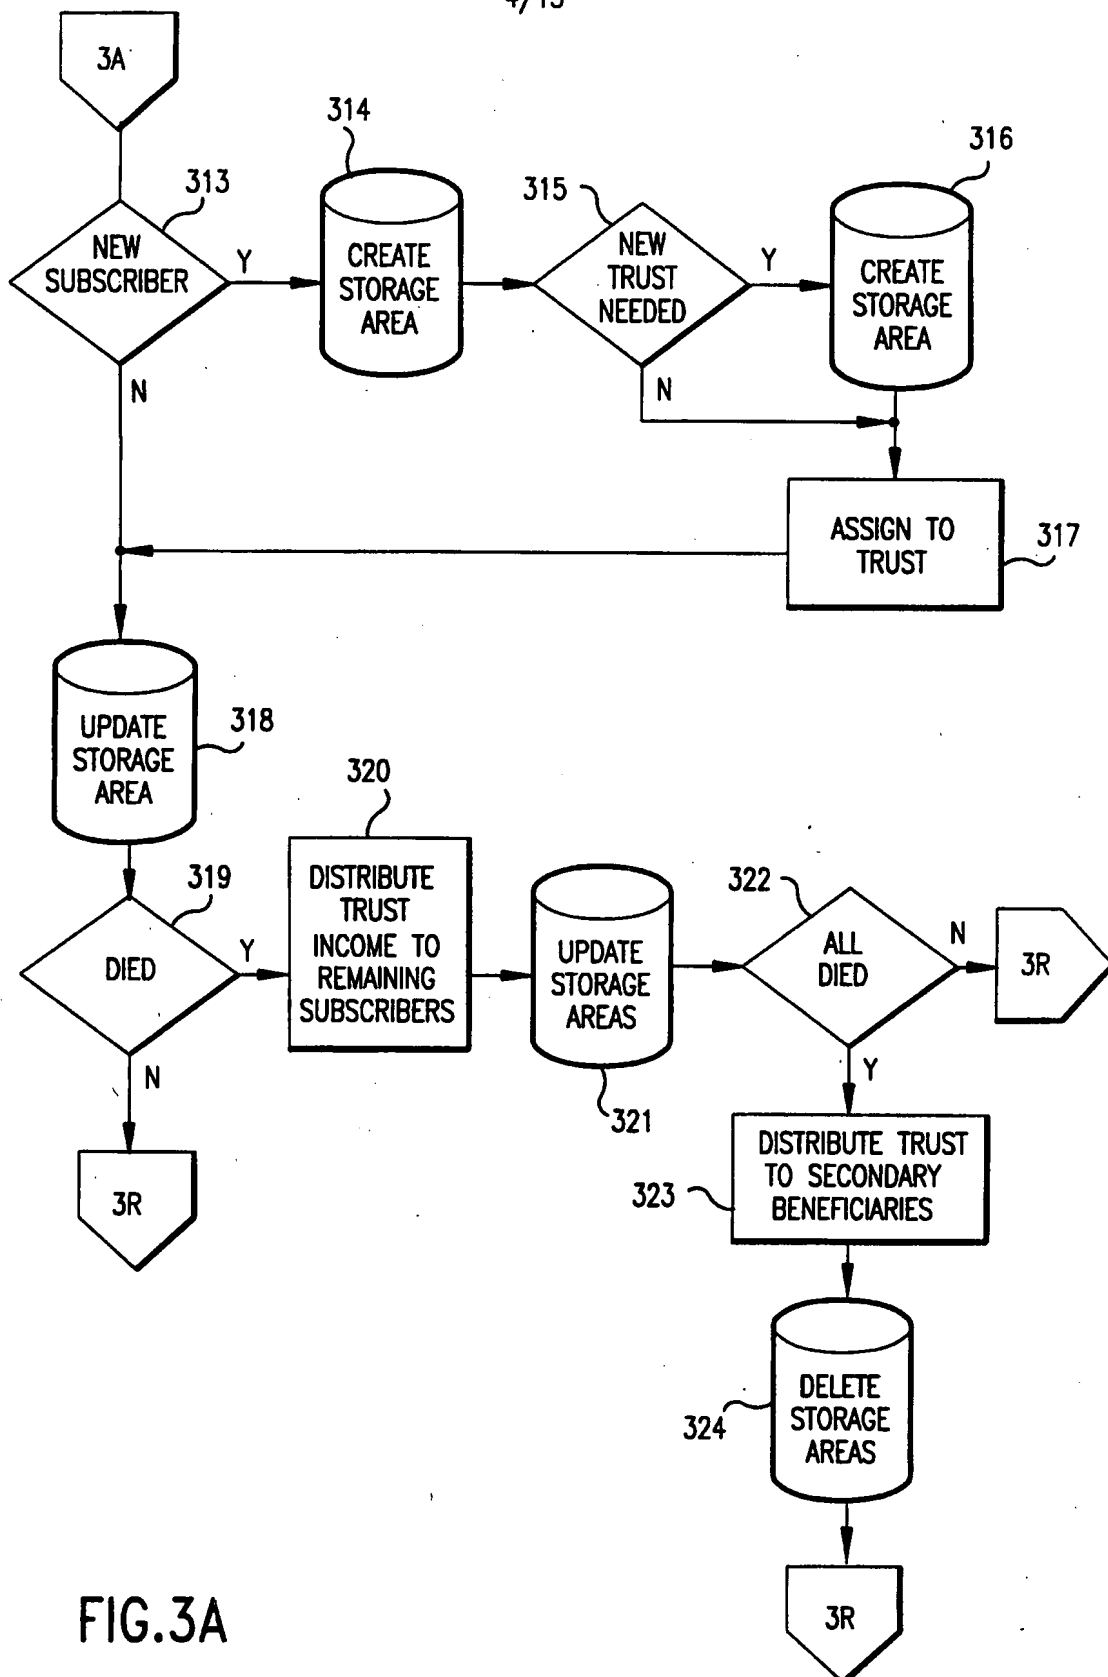 3A
313
NEW
SUBSCRIBER
Y
N
314
CREATE
STORAGE
AREA
315
NEW
TRUST
NEEDED
Y
N
316
CREATE
STORAGE
AREA
ASSIGN TO
TRUST
317
UPDATE
STORAGE
AREA
318
319
DIED
Y
N
3R
320
DISTRIBUTE
TRUST
INCOME TO
REMAINING
SUBSCRIBERS
UPDATE
STORAGE
AREAS
321
322
ALL
DIED
N
3R
Y
DISTRIBUTE TRUST
TO SECONDARY
BENEFICIARIES
323
DELETE
STORAGE
AREAS
324
3R
FIG.3A